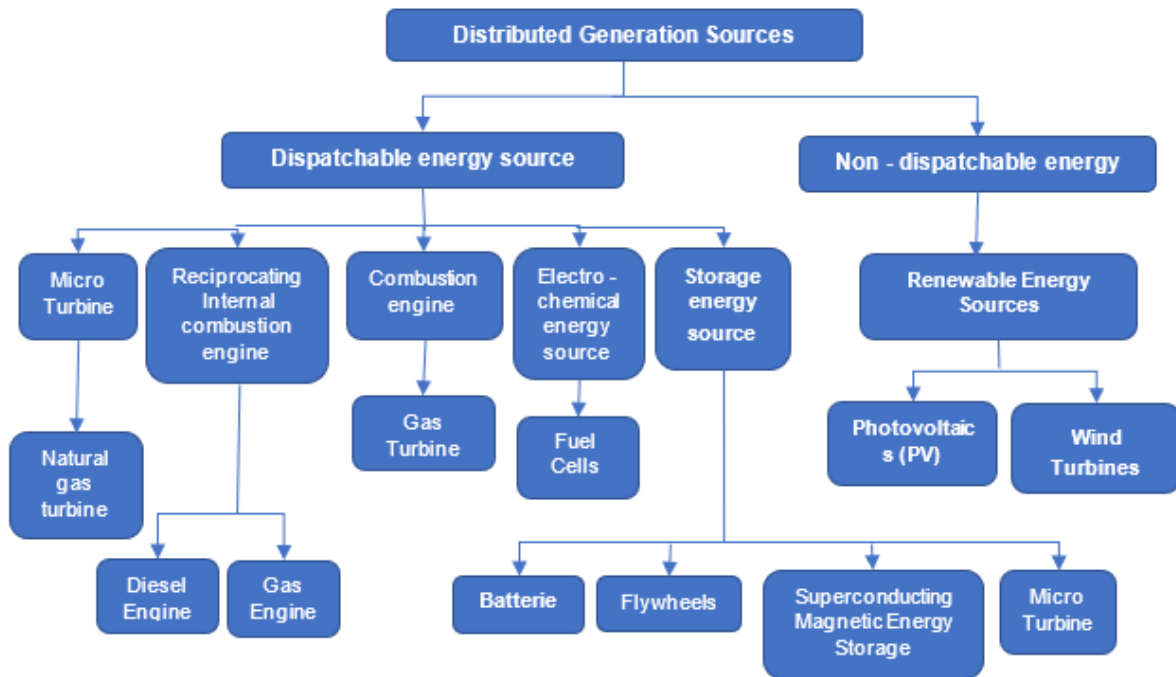 Distributed Generation Sources
Dispatchable energy source
Non - dispatchable energy
Micro
Turbine
Reciprocating
Internal
combustion
engine
Combustion
engine
Electro -
chemical
energy
source
Storage
energy
source
Renewable Energy
Sources
Natural
gas
turbine
Gas
Turbine
Fuel
Cells
Photovoltaic
s (PV)
Wind
Turbines
Diesel
Engine
Gas
Engine
Batterie
Flywheels
Superconducting
Magnetic Energy
Storage
Micro
Turbine